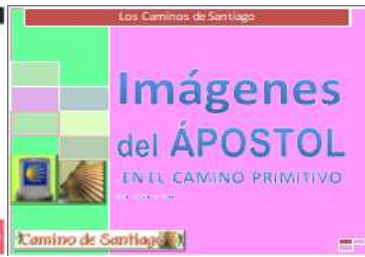 Los Caminos de Santiago
Imágenes
del ÁPOSTOL
EN EL CAMINO PRIMITIVO
Camino de Santiago